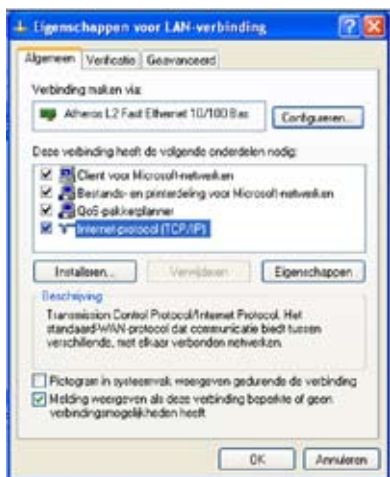 Eigenschappen voor LAN-verbinding
Algemeen Verificatie Geavanceerd
Verbinding maken via:
Atheros L2 Fast Ethernet 10/100 Bas
Configureren...
Deze verbinding heeft de volgende onderdelen nodig:
Client voor Microsoft-netwerken
Bestands- en printerdeling voor Microsoft-netwerken
QoS-pakketplanner
Internet-protocol (TCP/IP)
Installeren... Verwijderen Eigenschappen
Beschrijving
Transmission Control Protocol/Internet Protocol. Het
standaard-WAN-protocol dat communicatie biedt tussen
verschillende, met elkaar verbonden netwerken.
Pictogram in systeemvak weergeven gedurende de verbinding
Melding weergeven als deze verbinding beperkte of geen
verbindingsmogelijkheden heeft
OK Annuleren